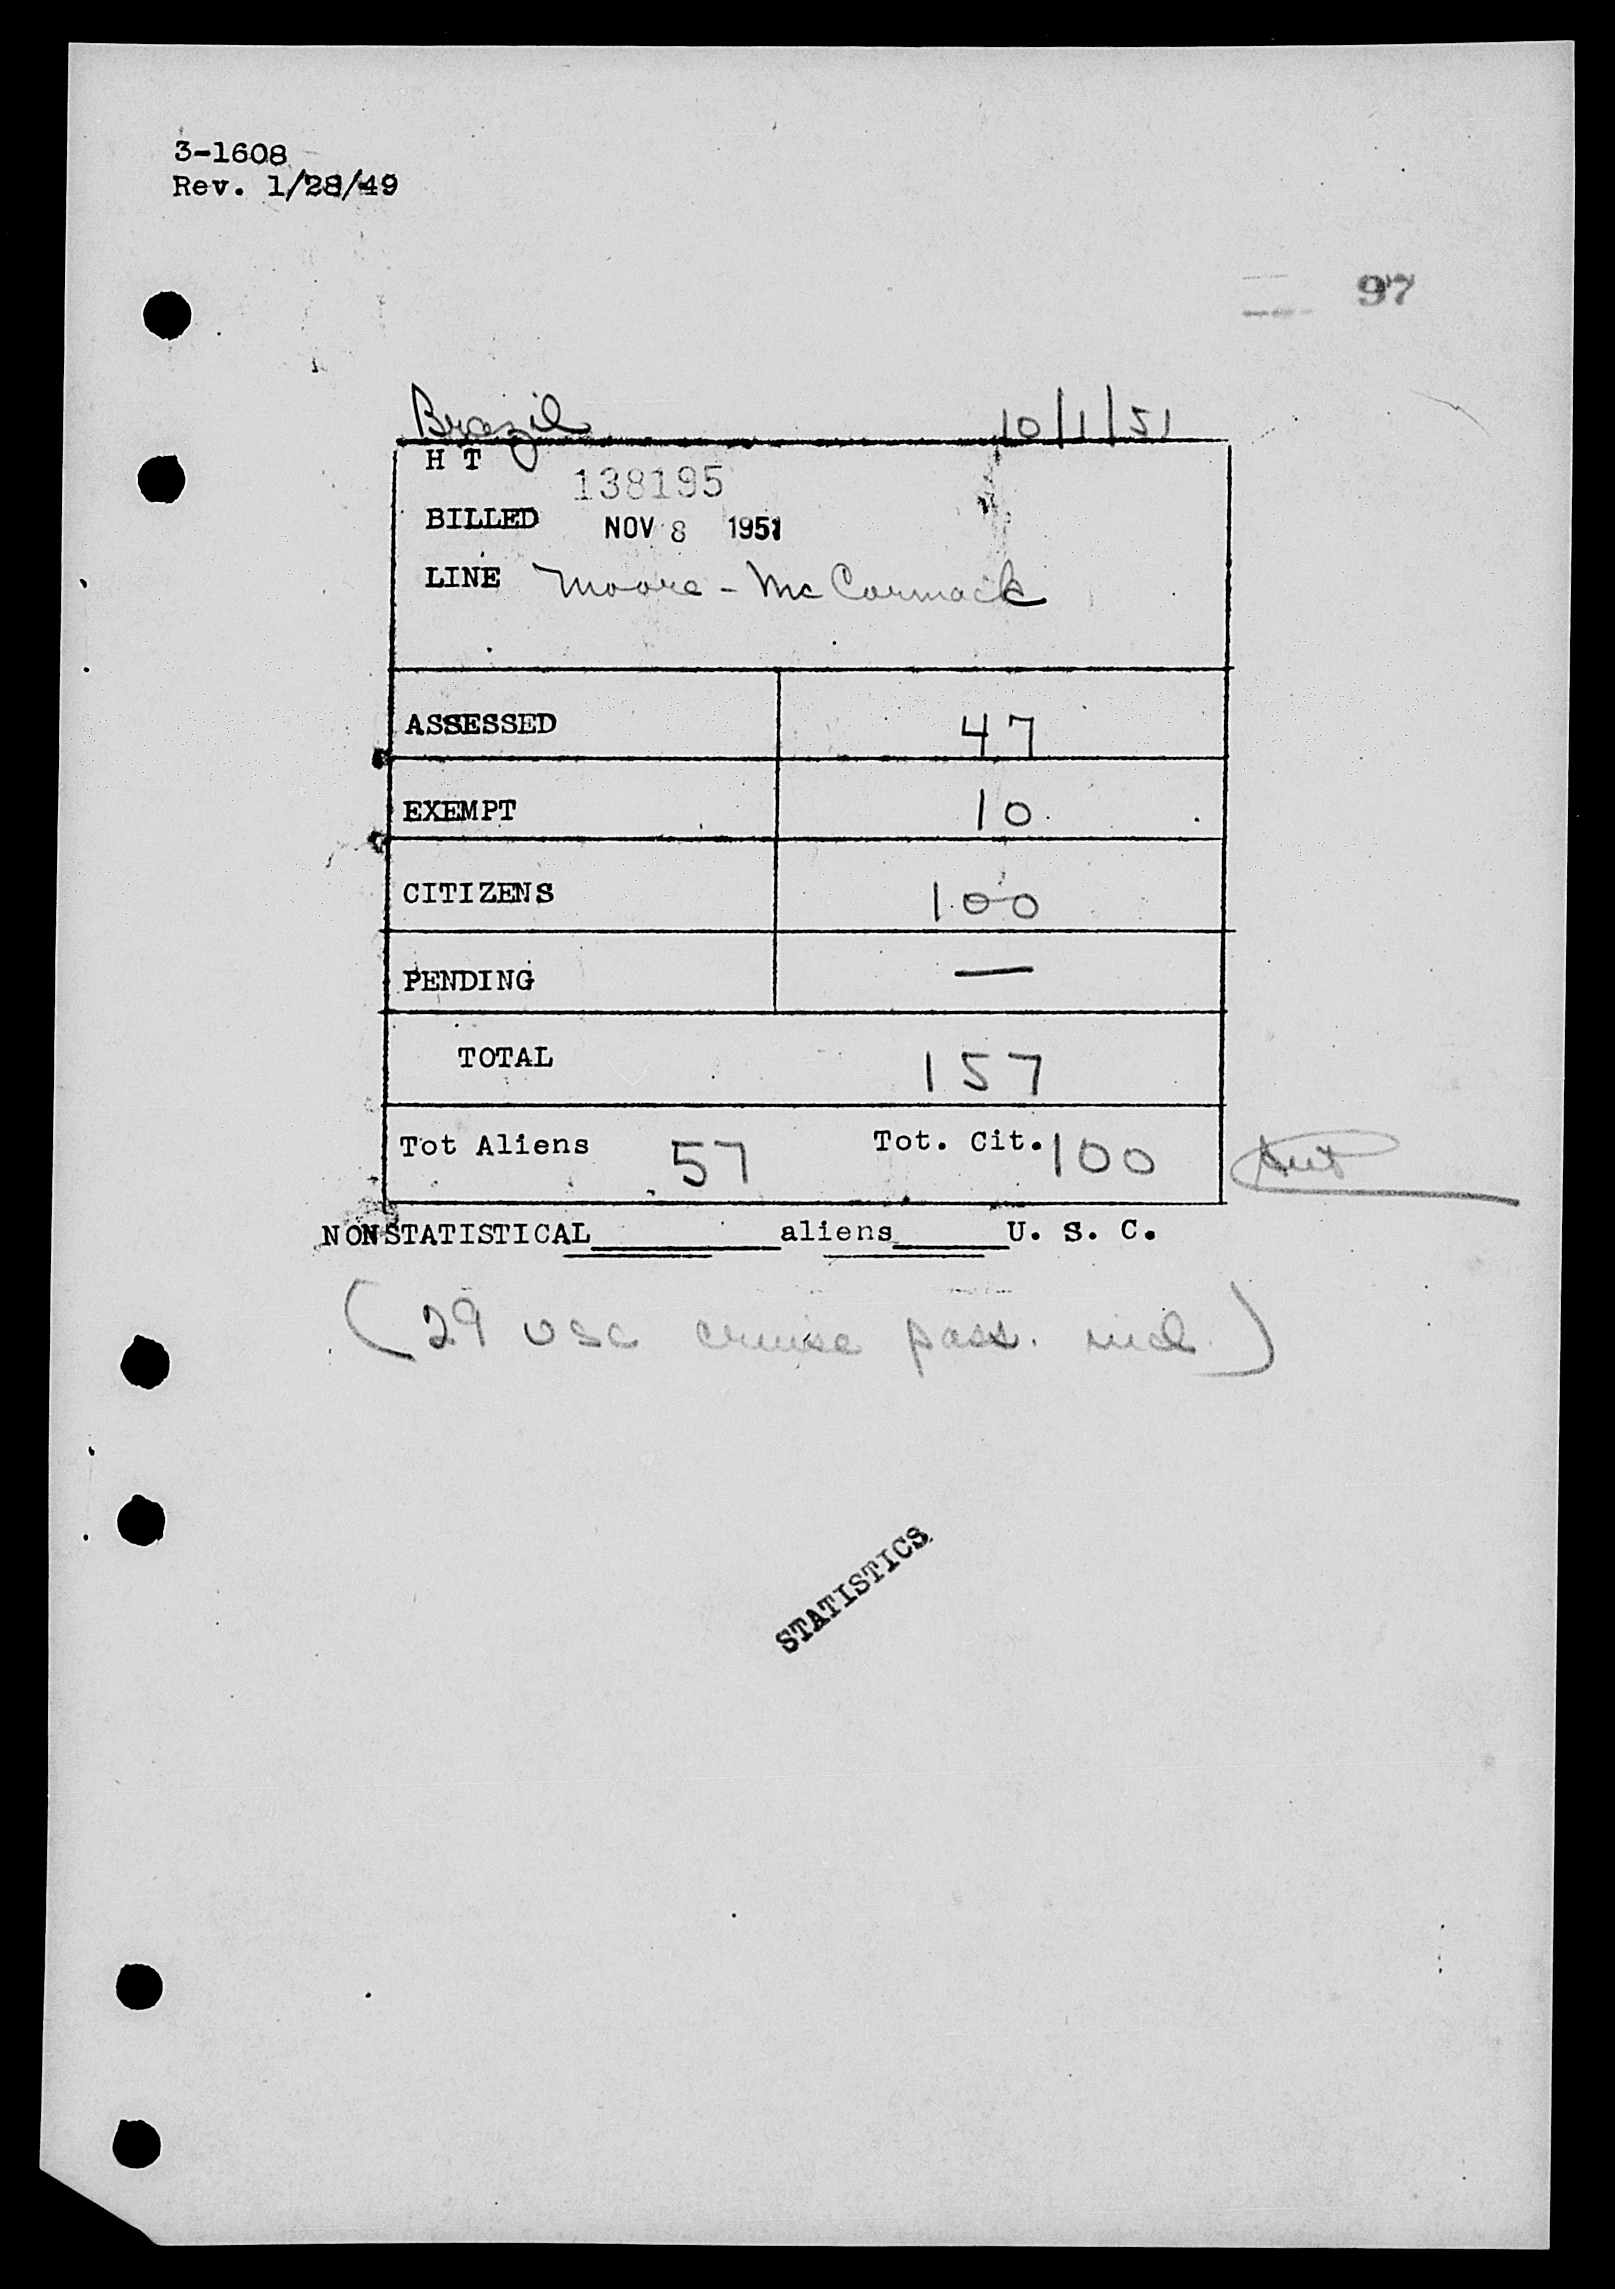 3-1608
Rev. 1/28/49
97
Brazil 10/1/51
H T 138195
BILLED NOV 8 1951
LINE Moore-McCormack
ASSESSED 47
EXEMPT 10
CITIZENS 100
PENDING —
TOTAL 157
Tot Aliens 57 Tot. Cit. 100
NONSTATISTICAL______aliens______U. S. C.
(29 USC cruise pass. incl.)
STATISTICS